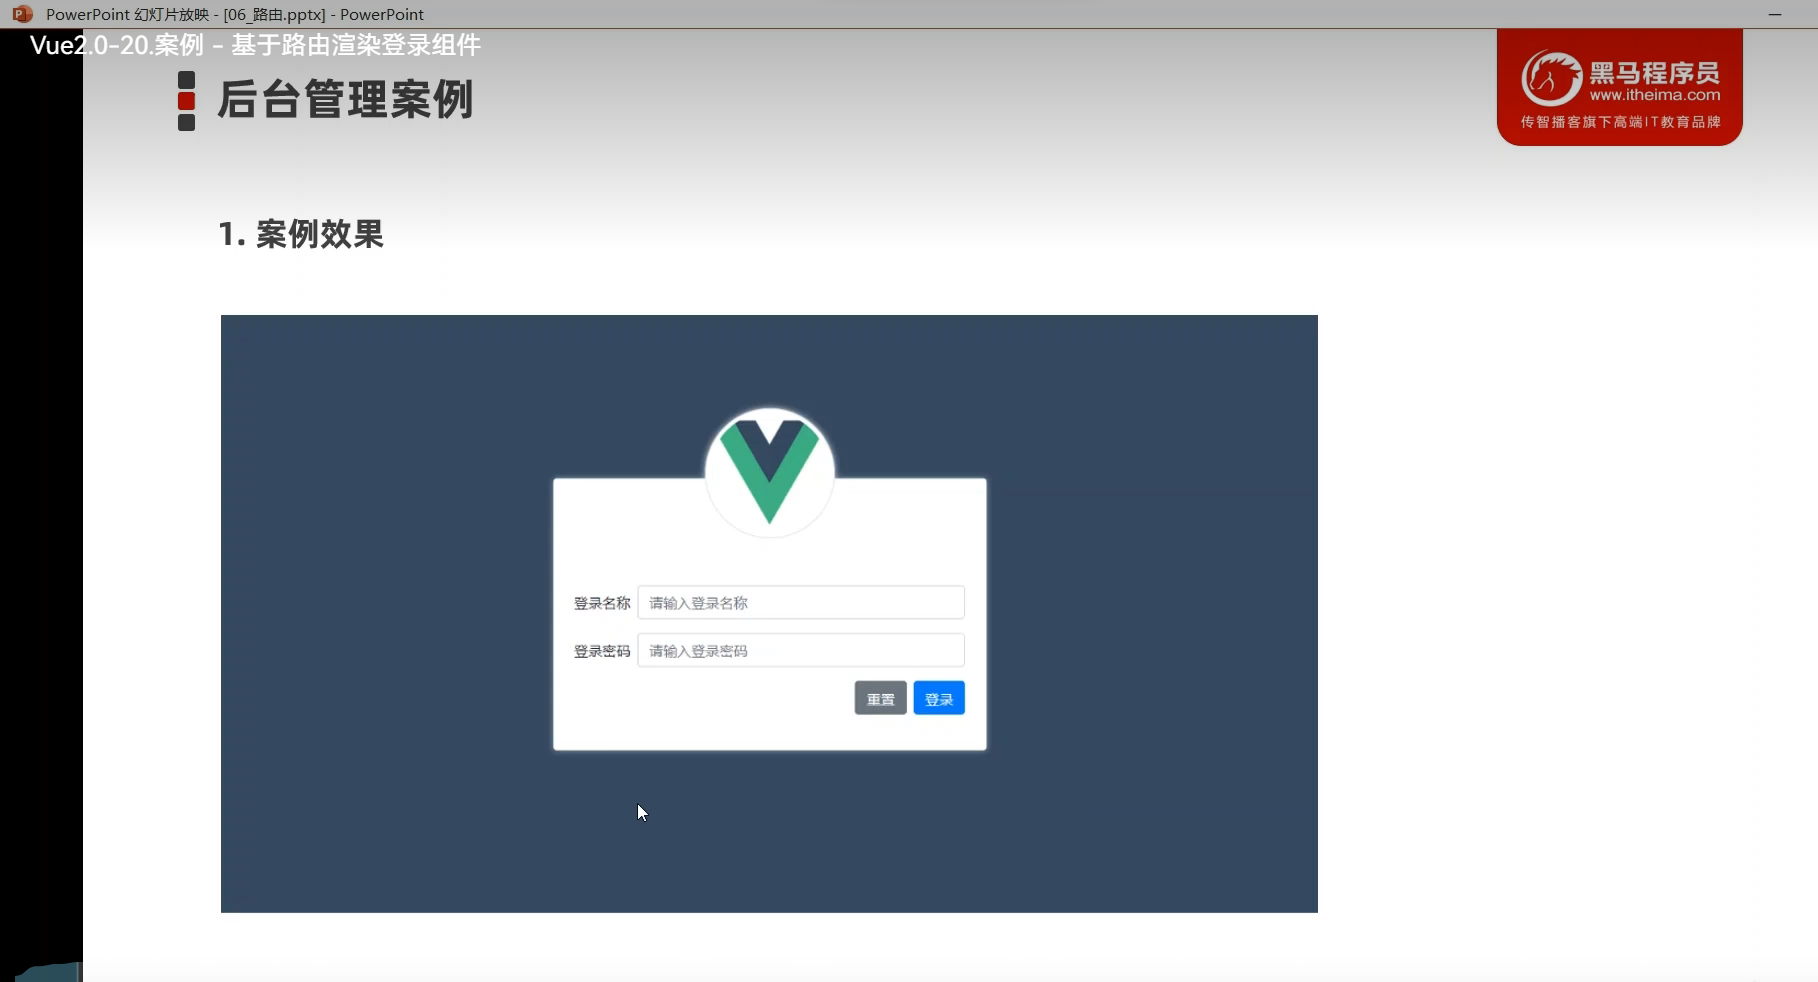 PowerPoint 幻灯片放映 - [06_路由.pptx] - PowerPoint
Vue2.0-20.案例 - 基于路由渲染登录组件
后台管理案例
黑马程序员
www.itheima.com
传智播客旗下高端IT教育品牌
1. 案例效果
登录名称 请输入登录名称
登录密码 请输入登录密码
重置 登录